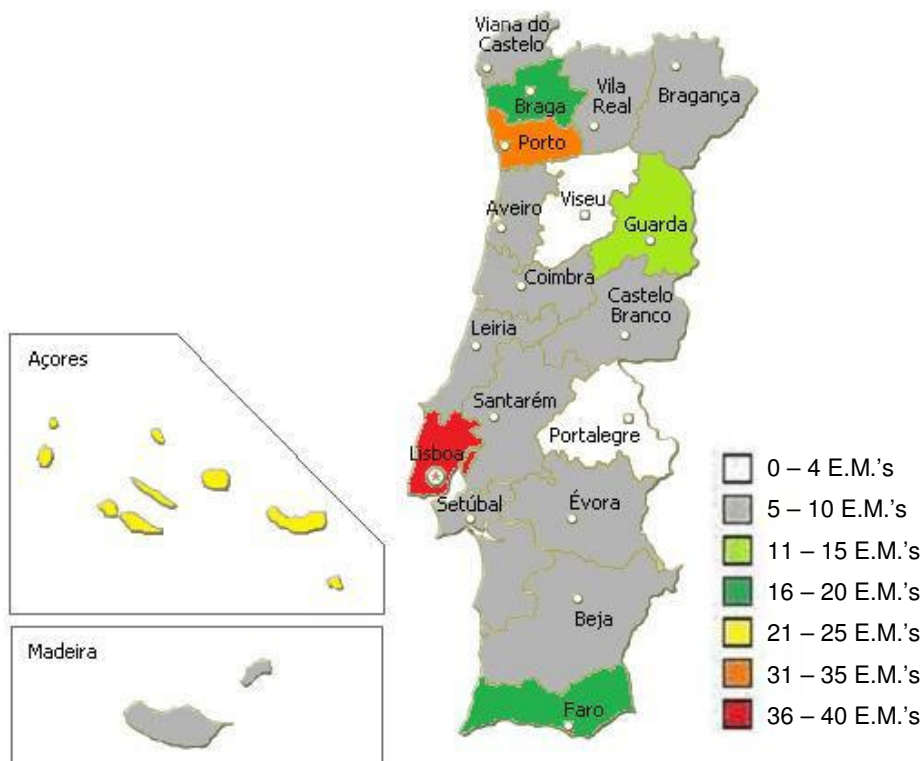 Viana do
Castelo
Braga
Vila
Real
Bragança
Porto
Aveiro
Viseu
Guarda
Coimbra
Castelo
Branco
Leiria
Santarém
Portalegre
Lisboa
Setúbal
Évora
Beja
Faro
Açores
Madeira
0 – 4 E.M.'s
5 – 10 E.M.'s
11 – 15 E.M.'s
16 – 20 E.M.'s
21 – 25 E.M.'s
31 – 35 E.M.'s
36 – 40 E.M.'s